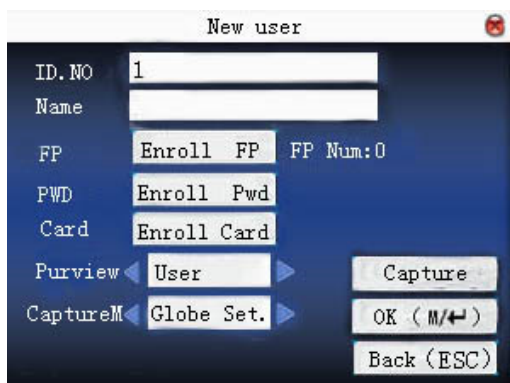 New user
ID.NO 1
Name
FP Enroll FP FP Num:0
PWD Enroll Pwd
Card Enroll Card
Purview User Capture
CaptureM Globe Set. OK (M/↵)
Back(ESC)